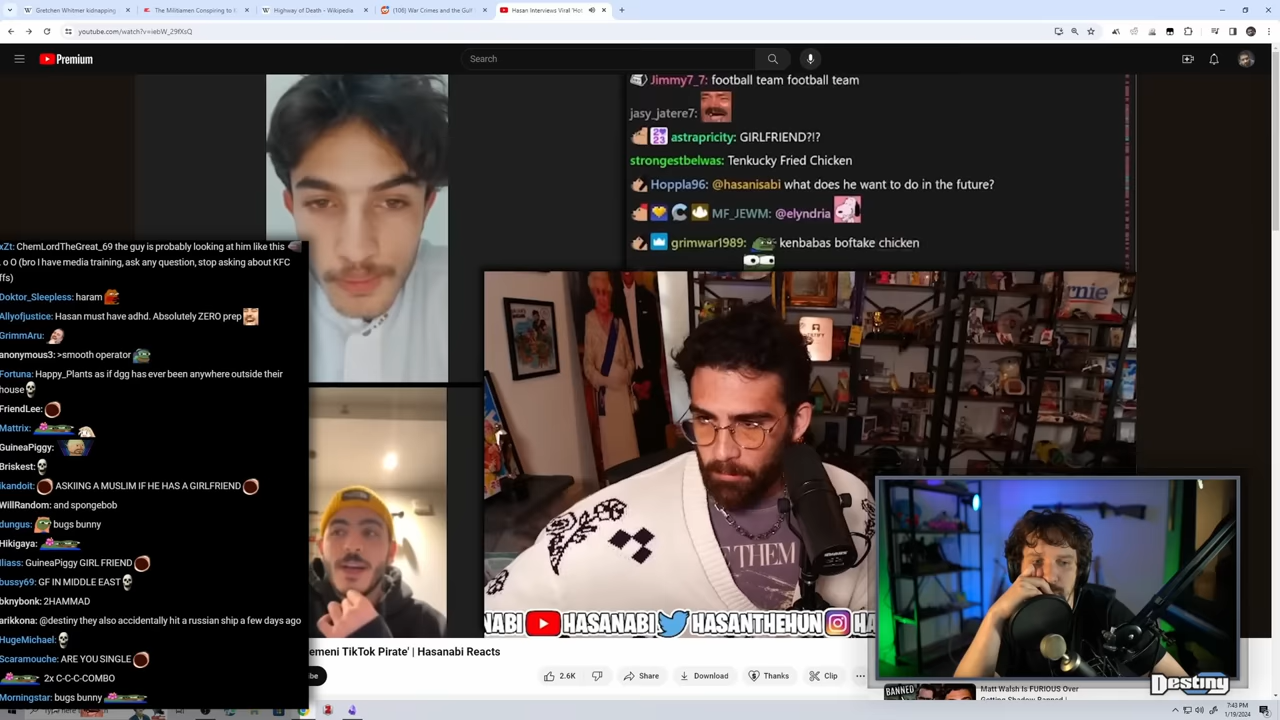 Gretchen Whitmer kidnapping
The Militiamen Conspiring to
Highway of Death - Wikipedia
(106) War Crimes and the Gulf
Hasan Interviews Viral 'Hot
youtube.com/watch?v=iebW_29fXsQ
Premium
Search
Jimmy7_7: football team football team
jasy_jatere7:
astrapricity: GIRLFRIEND?!?
strongestbelwas: Tenkucky Fried Chicken
Hoppla96: @hasanisabi what does he want to do in the future?
MF_JEWM: @elyndria
grimwar1989: kenbabas boftake chicken
xZt: ChemLordTheGreat_69 the guy is probably looking at him like this
. o O (bro I have media training, ask any question, stop asking about KFC
ffs)
Doktor_Sleepless: haram
Allyofjustice: Hasan must have adhd. Absolutely ZERO prep
GrimmAru:
anonymous3: >smooth operator
Fortuna: Happy_Plants as if dgg has ever been anywhere outside their
house
FriendLee:
Mattrix:
GuineaPiggy:
Briskest:
ikandoit: ASKIING A MUSLIM IF HE HAS A GIRLFRIEND
WillRandom: and spongebob
dungus: bugs bunny
Hikigaya:
Iliass: GuineaPiggy GIRL FRIEND
bussy69: GF IN MIDDLE EAST
bknybonk: 2HAMMAD
arikkona: @destiny they also accidentally hit a russian ship a few days ago
HugeMichael:
Scaramouche: ARE YOU SINGLE
2x C-C-C-COMBO
Morningstar: bugs bunny
THEM
NABI HASANABI HASANTHEHUN HA
emeni TikTok Pirate' | Hasanabi Reacts
be
2.6K
Share
Download
Thanks
Clip
Destiny
BANNED
Matt Walsh is FURIOUS Over
7:43 PM
1/19/2024